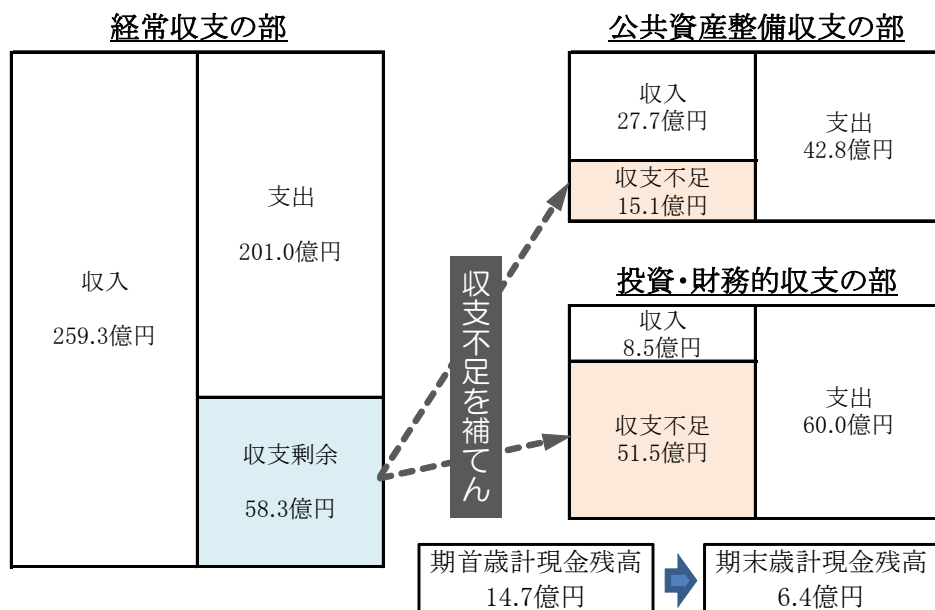 経常収支の部
収入
259.3億円
支出
201.0億円
収支剰余
58.3億円
収支不足を補てん
公共資産整備収支の部
収入
27.7億円
収支不足
15.1億円
支出
42.8億円
投資・財務的収支の部
収入
8.5億円
収支不足
51.5億円
支出
60.0億円
期首歳計現金残高
14.7億円
期末歳計現金残高
6.4億円